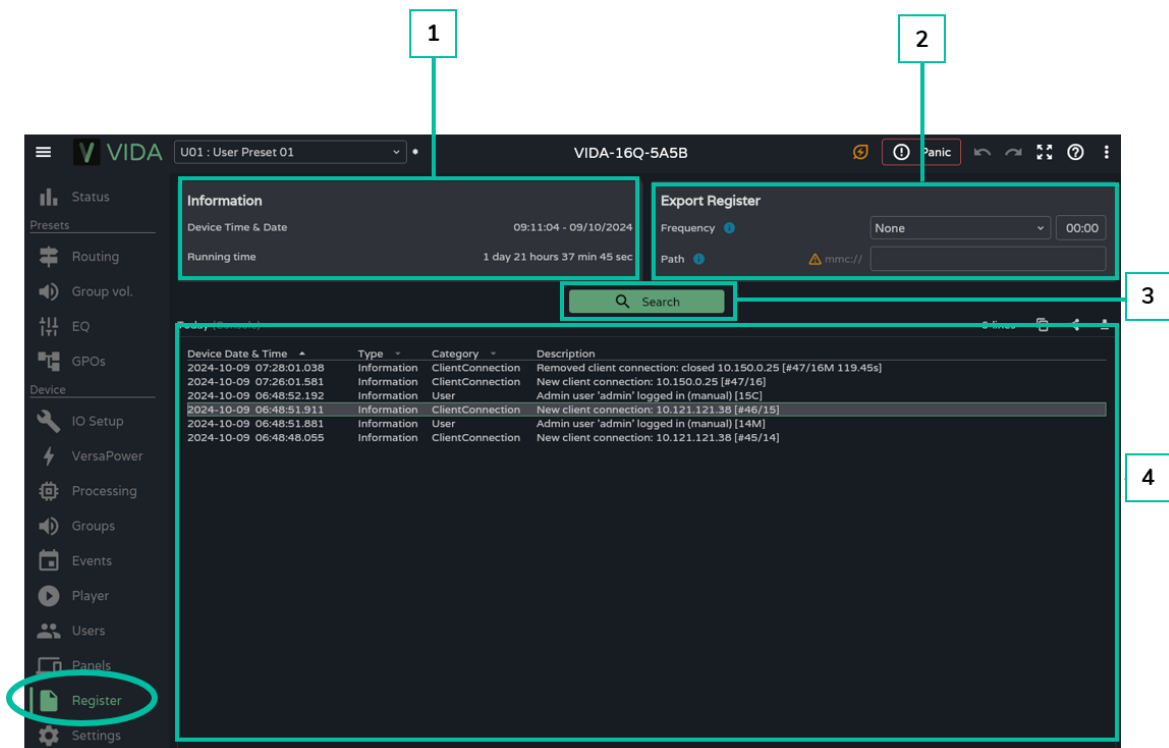 1
2
VIDA
U01 : User Preset 01
VIDA-16Q-5A5B
Panic
Status
Presets
Routing
Group vol.
EQ
GPOs
Device
IO Setup
VersaPower
Processing
Groups
Events
Player
Users
Panels
Register
Settings
Information
Device Time & Date 09:11:04 - 09/10/2024
Running time 1 day 21 hours 37 min 45 sec
Export Register
Frequency None 00:00
Path mmc://
Search
3
Today (Console) lines
Device Date & Time Type Category Description
2024-10-09 07:28:01.038 Information ClientConnection Removed client connection: closed 10.150.0.25 [#47/16M 119.45s]
2024-10-09 07:26:01.581 Information ClientConnection New client connection: 10.150.0.25 [#47/16]
2024-10-09 06:48:52.192 Information User Admin user 'admin' logged in (manual) [15C]
2024-10-09 06:48:51.911 Information ClientConnection New client connection: 10.121.121.38 [#46/15]
2024-10-09 06:48:51.881 Information User Admin user 'admin' logged in (manual) [14M]
2024-10-09 06:48:48.055 Information ClientConnection New client connection: 10.121.121.38 [#45/14]
4